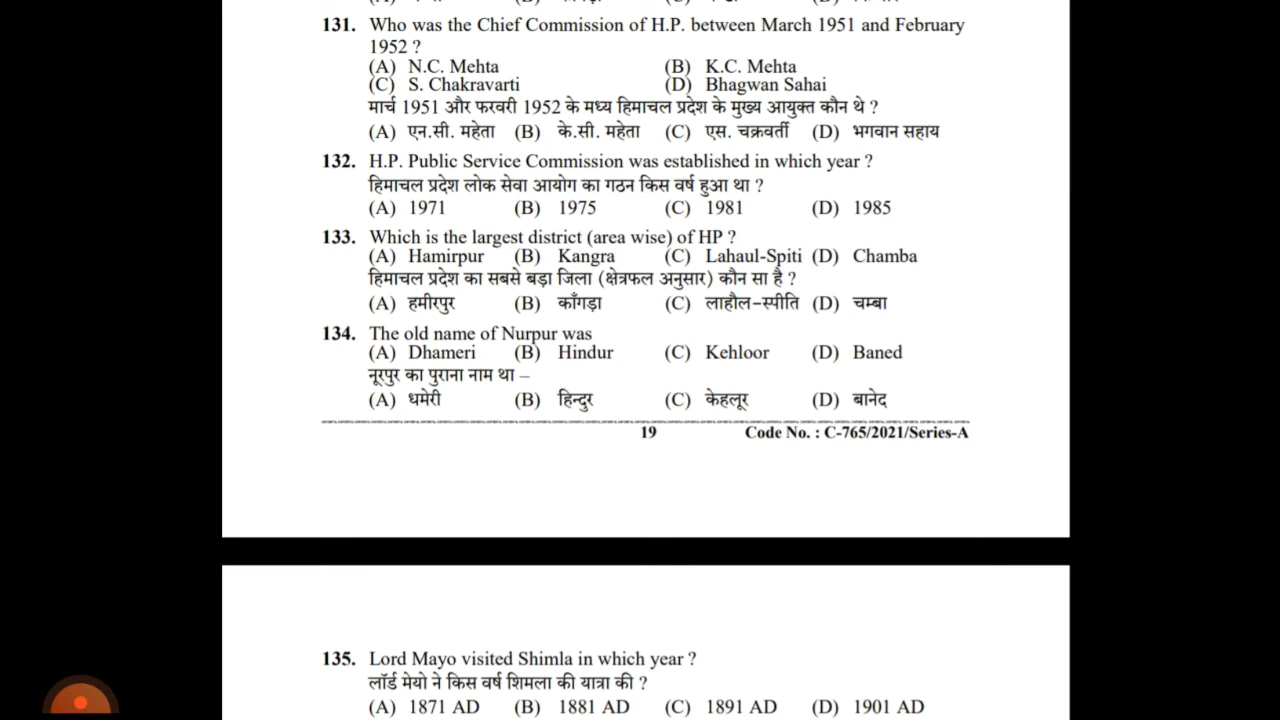 131. Who was the Chief Commission of H.P. between March 1951 and February
1952 ?
(A) N.C. Mehta (B) K.C. Mehta
(C) S. Chakravarti (D) Bhagwan Sahai
मार्च 1951 और फरवरी 1952 के मध्य हिमाचल प्रदेश के मुख्य आयुक्त कौन थे ?
(A) एन.सी. महेता (B) के.सी. महेता (C) एस. चक्रवर्ती (D) भगवान सहाय
132. H.P. Public Service Commission was established in which year ?
हिमाचल प्रदेश लोक सेवा आयोग का गठन किस वर्ष हुआ था ?
(A) 1971 (B) 1975 (C) 1981 (D) 1985
133. Which is the largest district (area wise) of HP ?
(A) Hamirpur (B) Kangra (C) Lahaul-Spiti (D) Chamba
हिमाचल प्रदेश का सबसे बड़ा जिला (क्षेत्रफल अनुसार) कौन सा है ?
(A) हमीरपुर (B) काँगड़ा (C) लाहौल-स्पीति (D) चम्बा
134. The old name of Nurpur was
(A) Dhameri (B) Hindur (C) Kehloor (D) Baned
नूरपुर का पुराना नाम था –
(A) धमेरी (B) हिन्दुर (C) केहलूर (D) बानेद
19 Code No. : C-765/2021/Series-A
135. Lord Mayo visited Shimla in which year ?
लॉर्ड मेयो ने किस वर्ष शिमला की यात्रा की ?
(A) 1871 AD (B) 1881 AD (C) 1891 AD (D) 1901 AD